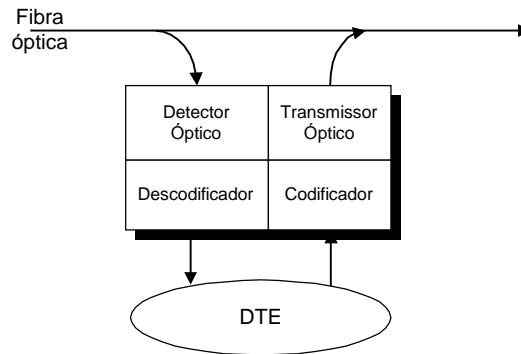 Fibra
óptica
Detector
Óptico
Transmissor
Óptico
Descodificador
Codificador
DTE